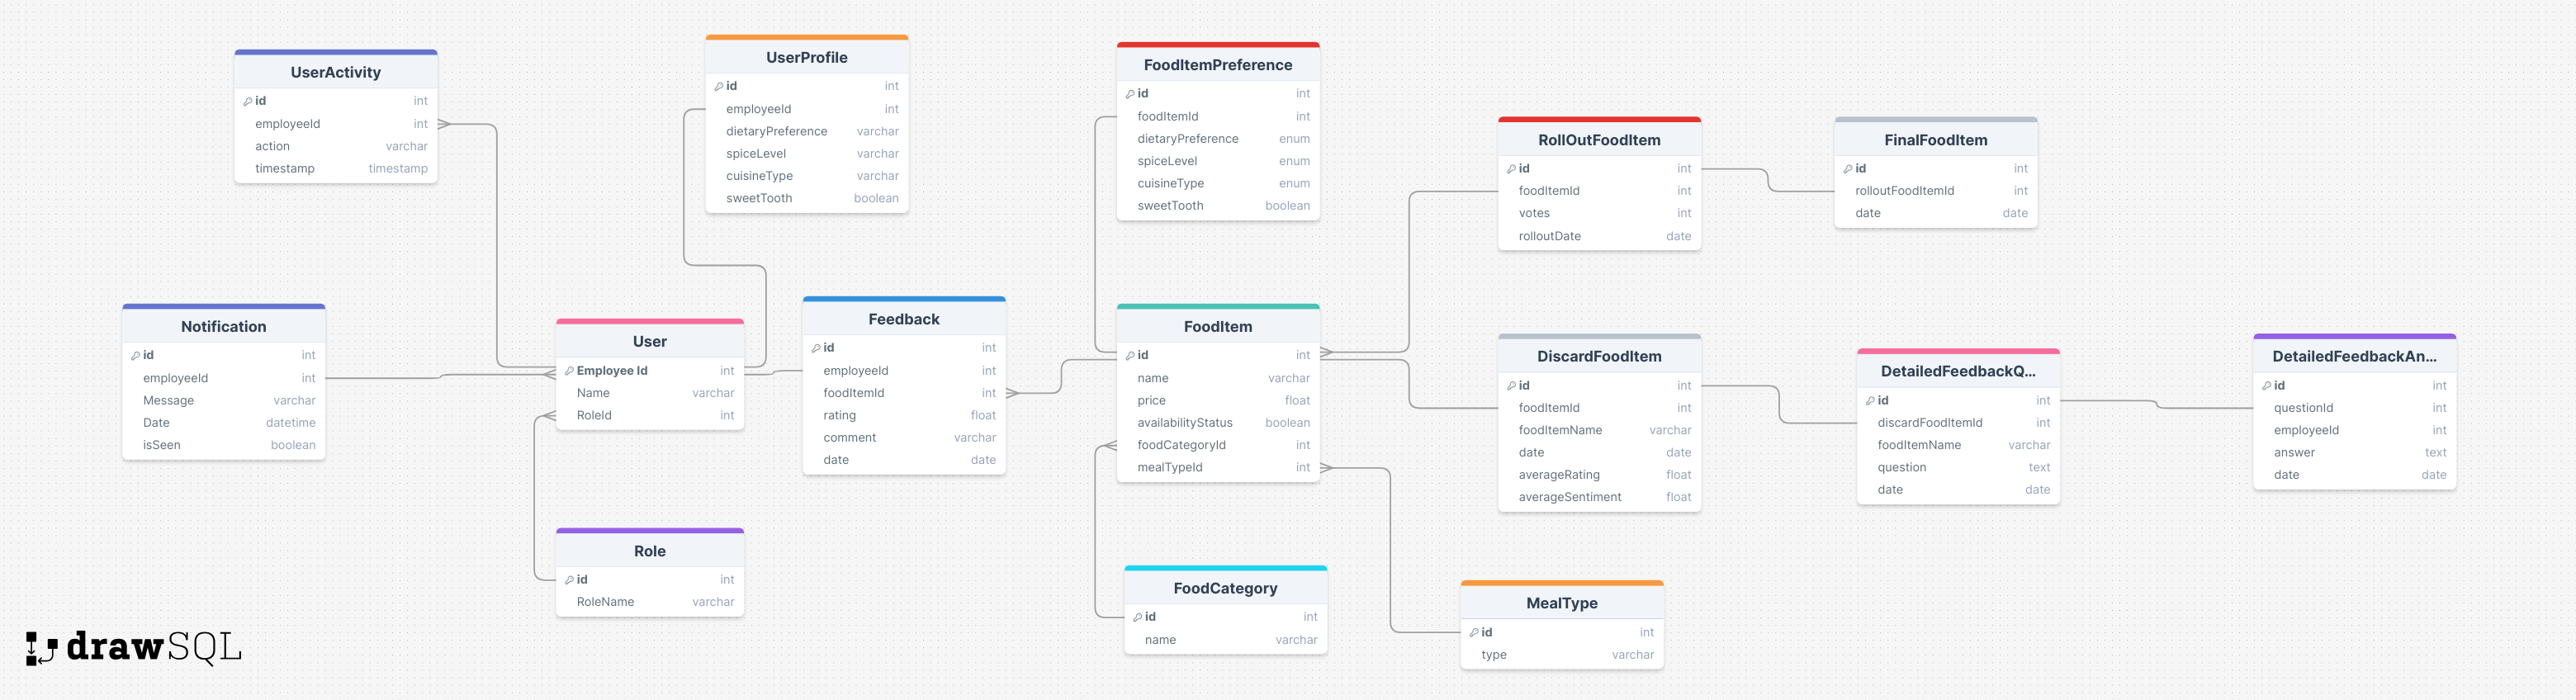 UserActivity
id int
employeeId int
action varchar
timestamp timestamp
UserProfile
id int
employeeId int
dietaryPreference varchar
spiceLevel varchar
cuisineType varchar
sweetTooth boolean
FoodItemPreference
id int
foodItemId int
dietaryPreference enum
spiceLevel enum
cuisineType enum
sweetTooth boolean
RollOutFoodItem
id int
foodItemId int
votes int
rolloutDate date
FinalFoodItem
id int
rolloutFoodItemId int
date date
Notification
id int
employeeId int
Message varchar
Date datetime
isSeen boolean
User
Employee Id int
Name varchar
RoleId int
Feedback
id int
employeeId int
foodItemId int
rating float
comment varchar
date date
FoodItem
id int
name varchar
price float
availabilityStatus boolean
foodCategoryId int
mealTypeId int
DiscardFoodItem
id int
foodItemId int
foodItemName varchar
date date
averageRating float
averageSentiment float
DetailedFeedbackQ...
id int
discardFoodItemId int
foodItemName varchar
question text
date date
DetailedFeedbackAn...
id int
questionId int
employeeId int
answer text
date date
Role
id int
RoleName varchar
FoodCategory
id int
name varchar
MealType
id int
type varchar
drawSQL